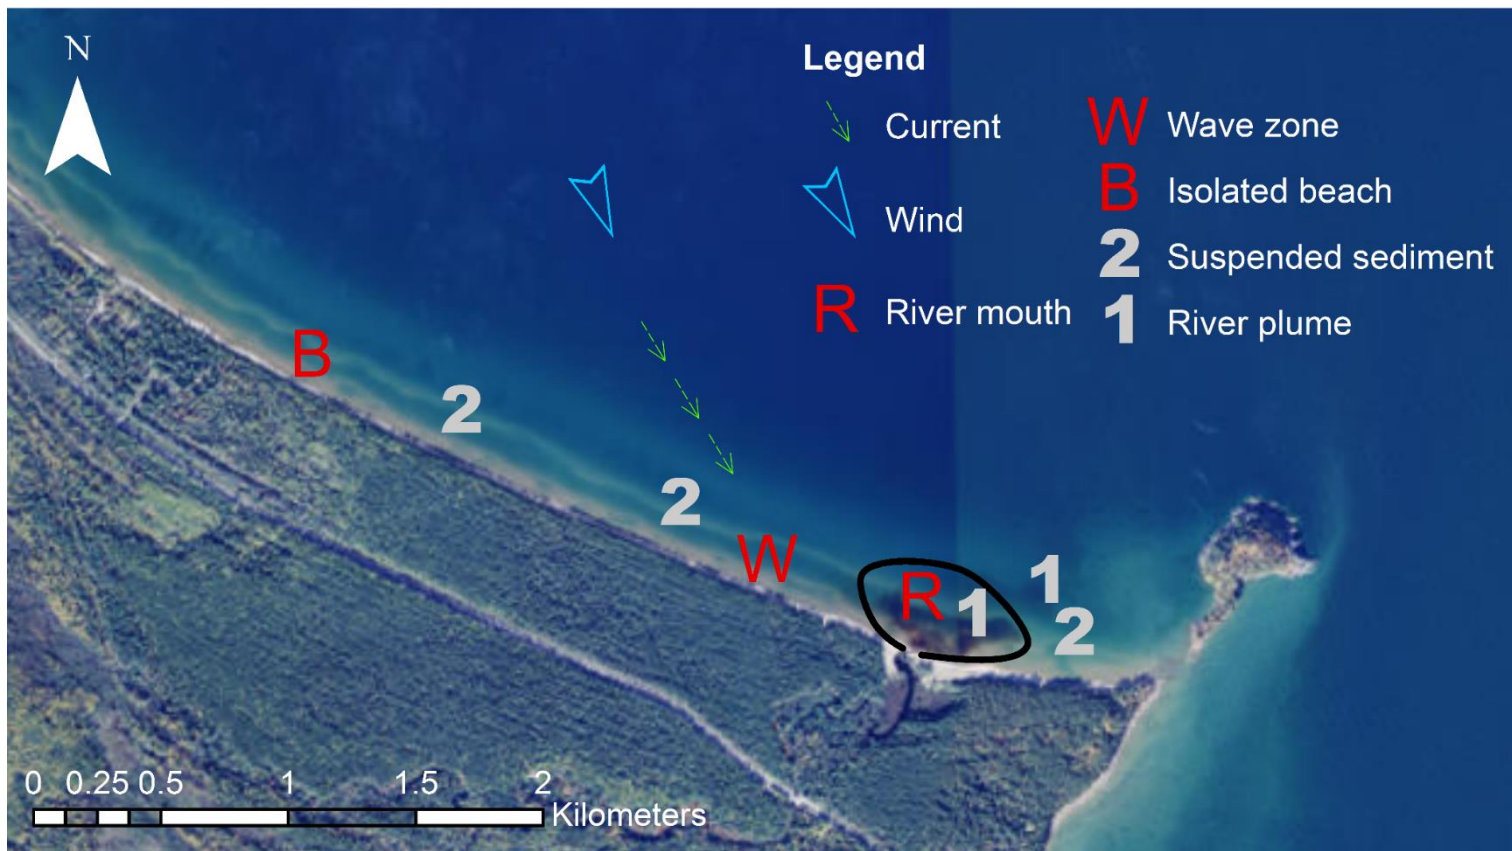 N
Legend
Current
Wind
R River mouth
W Wave zone
B Isolated beach
2 Suspended sediment
1 River plume
B
2
2
W
R
1
1
2
0 0.25 0.5 1 1.5 2
Kilometers